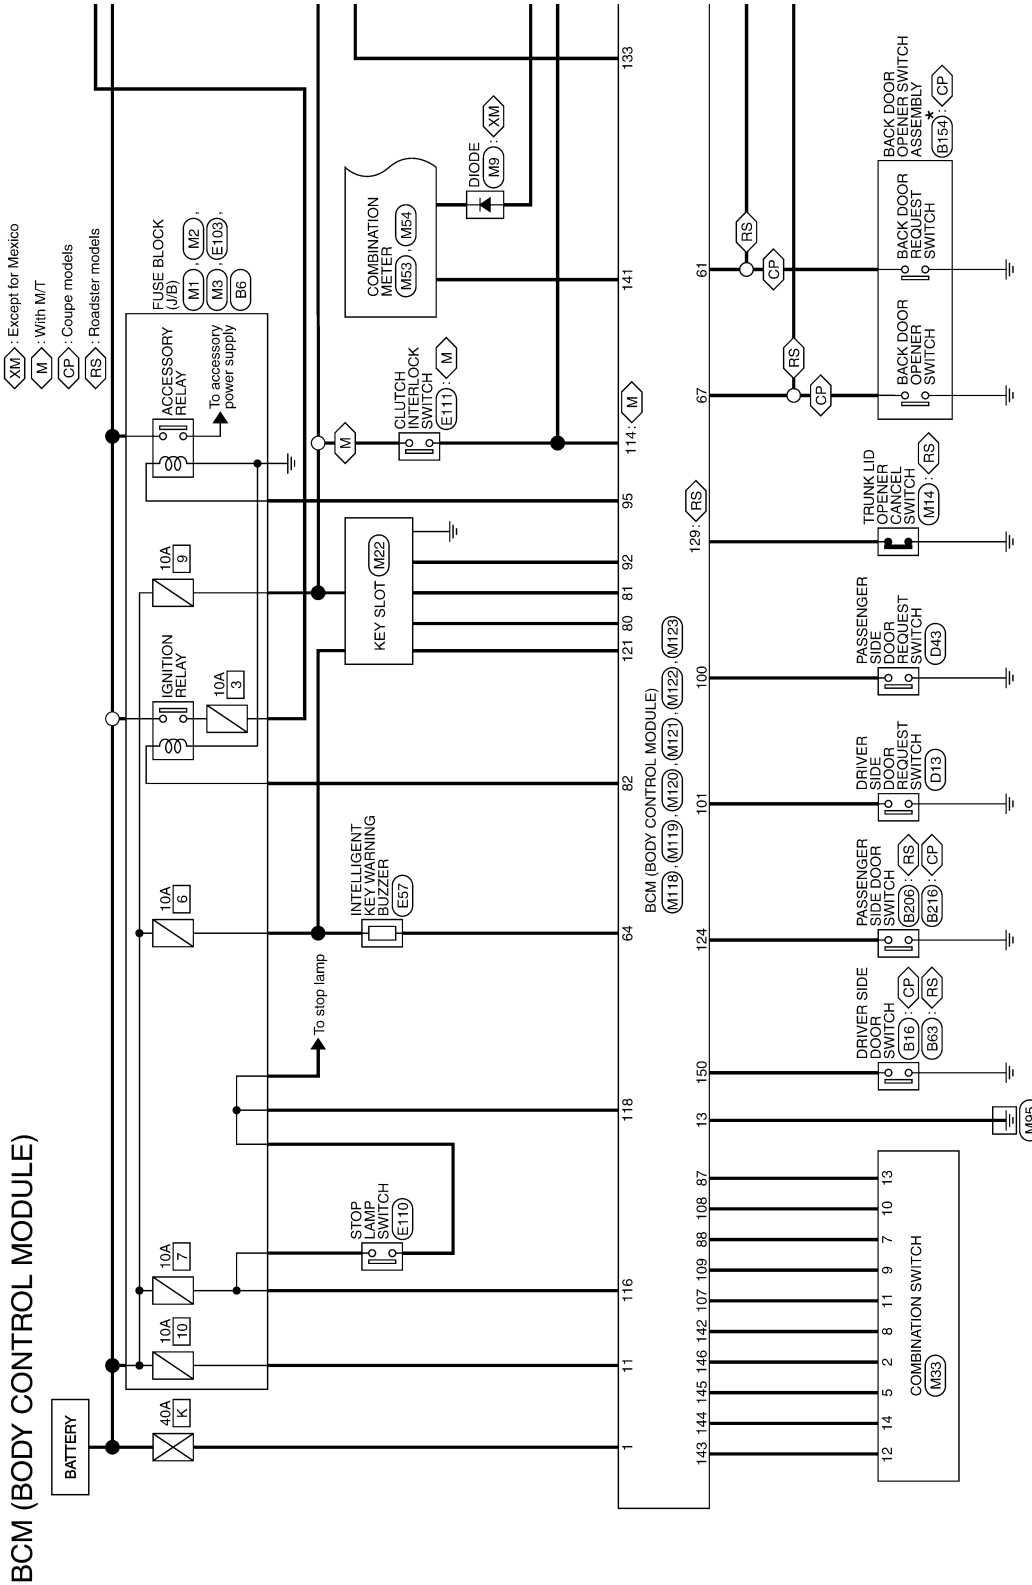 BCM (BODY CONTROL MODULE)
XM : Except for Mexico
M : With M/T
CP : Coupe models
RS : Roadster models
BATTERY
40A
K
10A
10
10A
7
10A
6
IGNITION
RELAY
10A
3
10A
9
ACCESSORY
RELAY
To accessory
power supply
FUSE BLOCK
(J/B)
M1 , M2 ,
M3 , E103 ,
B6
STOP
LAMP
SWITCH
E110
To stop lamp
INTELLIGENT
KEY WARNING
BUZZER
E57
KEY SLOT M22
M
CLUTCH
INTERLOCK
SWITCH
E111 : M
COMBINATION
METER
M53 , M54
DIODE
M9 : XM
1
11
116
118
64
82
121
80
81
92
95
114: M
141
133
BCM (BODY CONTROL MODULE)
M118 , M119 , M120 , M121 , M122 , M123
143
144
145
146
142
107
109
88
108
87
13
150
124
101
100
129: RS
67
61
12
14
5
2
8
11
9
7
10
13
COMBINATION SWITCH
M33
M95
DRIVER SIDE
DOOR
SWITCH
B16 : CP
B63 : RS
PASSENGER
SIDE DOOR
SWITCH
B206 : RS
B216 : CP
DRIVER
SIDE
DOOR
REQUEST
SWITCH
D13
PASSENGER
SIDE
DOOR
REQUEST
SWITCH
D43
TRUNK LID
OPENER
CANCEL
SWITCH
M14 : RS
RS
CP
RS
CP
BACK DOOR
OPENER
SWITCH
BACK DOOR
REQUEST
SWITCH
BACK DOOR
OPENER SWITCH
ASSEMBLY
B154 * : CP